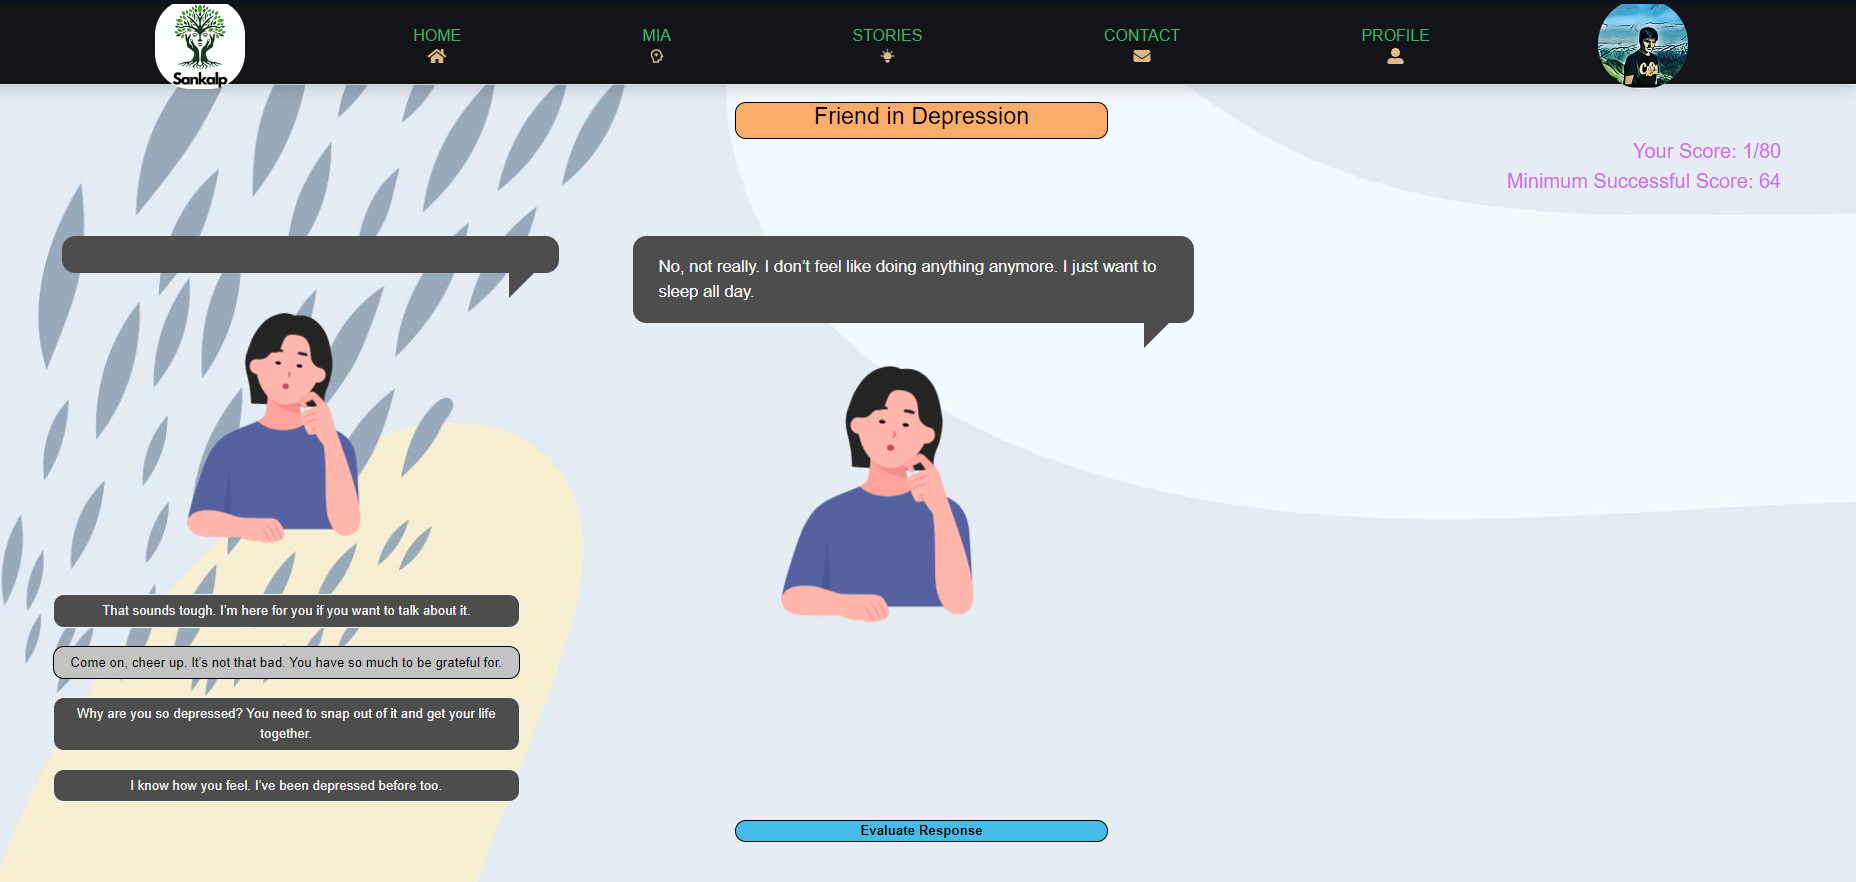 Sankalp
HOME
MIA
STORIES
CONTACT
PROFILE
Friend in Depression
Your Score: 1/80
Minimum Successful Score: 64
No, not really. I don’t feel like doing anything anymore. I just want to
sleep all day.
That sounds tough. I’m here for you if you want to talk about it.
Come on, cheer up. It’s not that bad. You have so much to be grateful for.
Why are you so depressed? You need to snap out of it and get your life
together.
I know how you feel. I’ve been depressed before too.
Evaluate Response